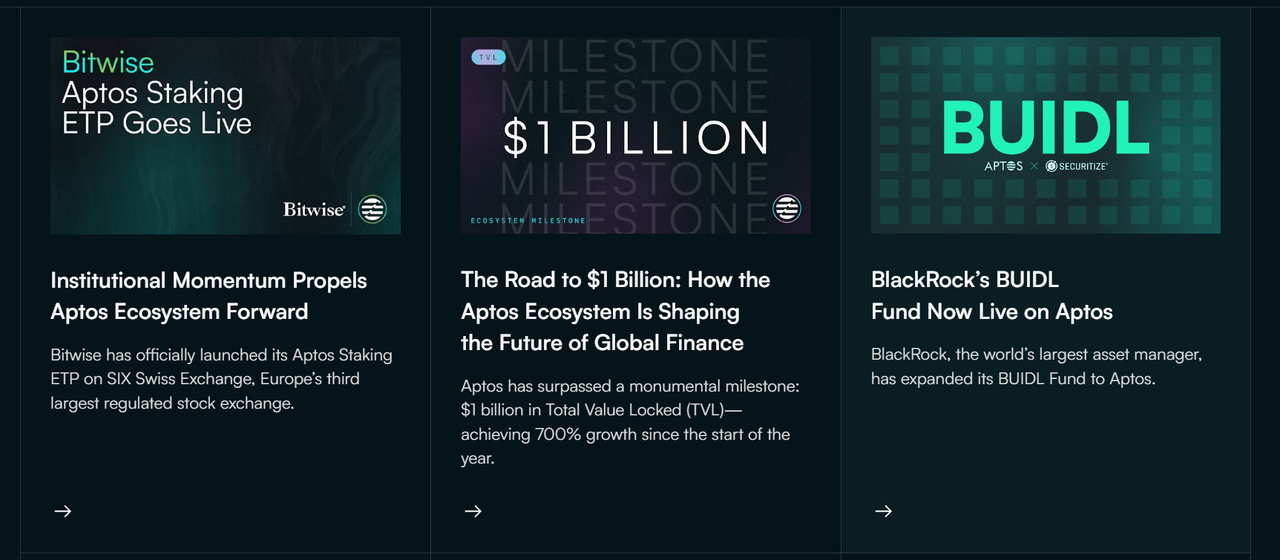 Bitwise
Aptos Staking
ETP Goes Live
Bitwise®
Institutional Momentum Propels
Aptos Ecosystem Forward
Bitwise has officially launched its Aptos Staking
ETP on SIX Swiss Exchange, Europe’s third
largest regulated stock exchange.
TVL
MILESTONE
MILESTONE
$1 BILLION
MILESTONE
MILESTONE
ECOSYSTEM MILESTONE
The Road to $1 Billion: How the
Aptos Ecosystem Is Shaping
the Future of Global Finance
Aptos has surpassed a monumental milestone:
$1 billion in Total Value Locked (TVL)—
achieving 700% growth since the start of the
year.
BUIDL
APTOS × SECURITIZE®
BlackRock’s BUIDL
Fund Now Live on Aptos
BlackRock, the world’s largest asset manager,
has expanded its BUIDL Fund to Aptos.